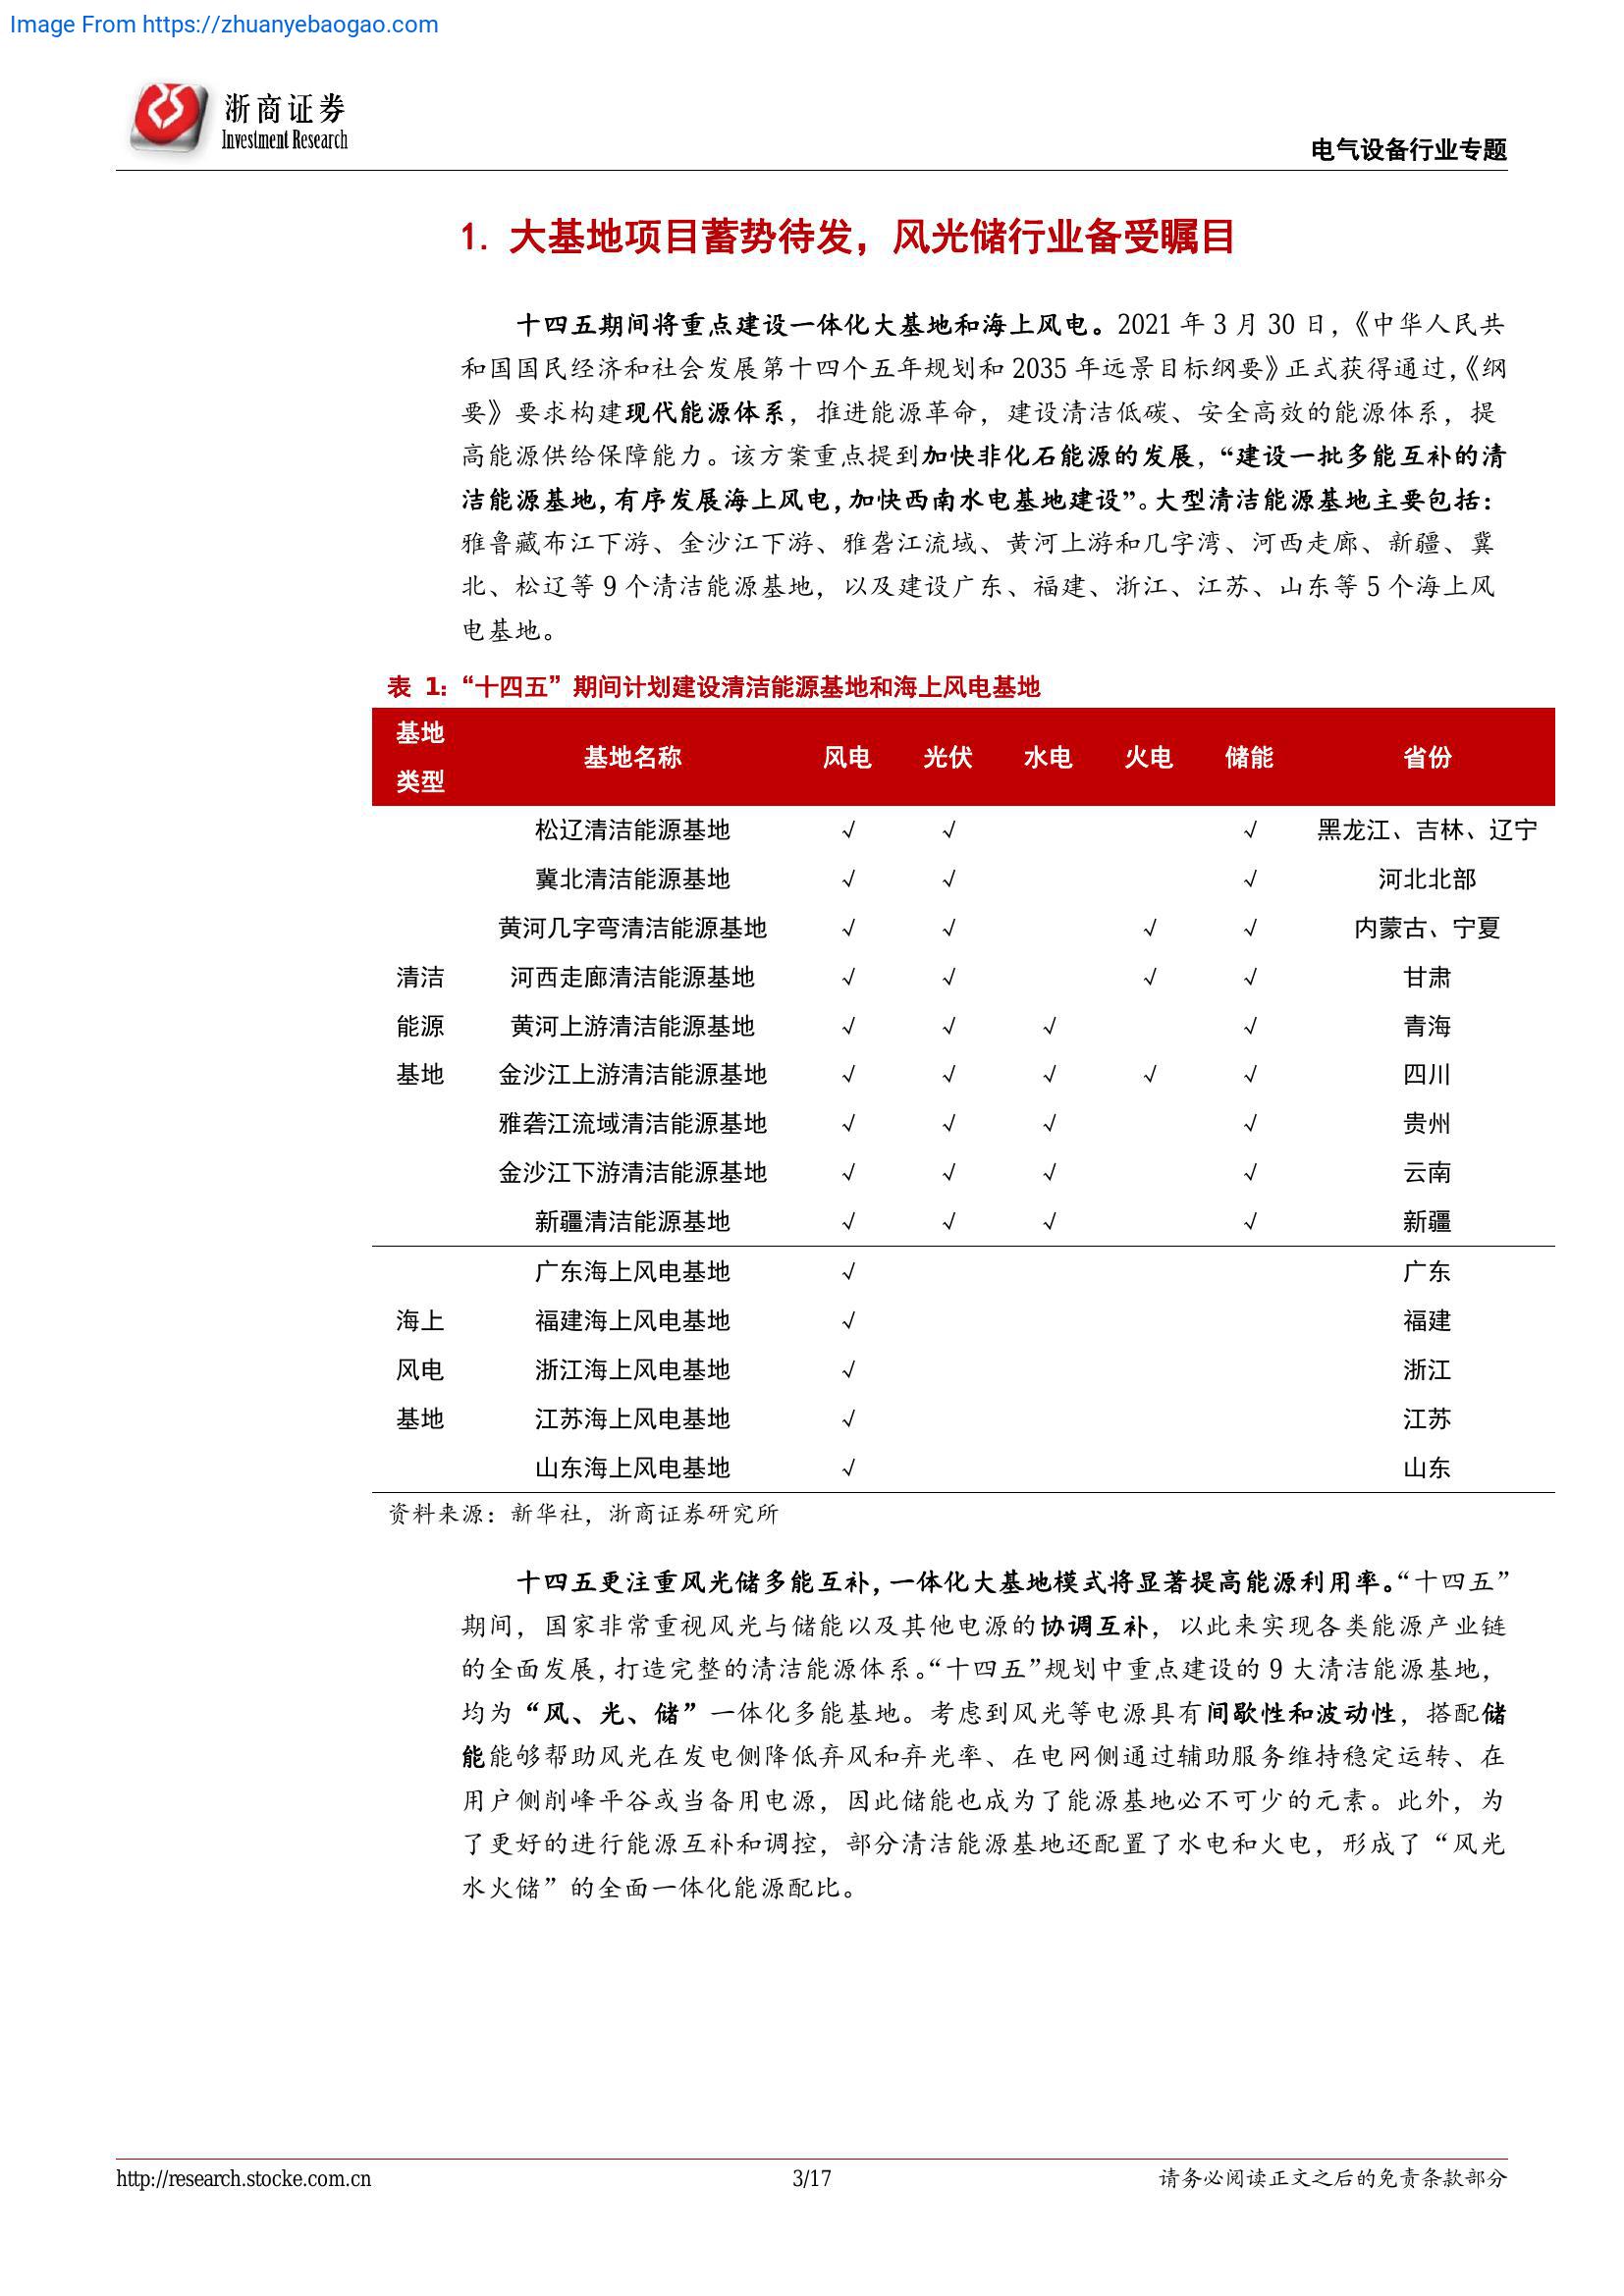 Image From https://zhuanyebaogao.com
浙商证券
Investment Research
电气设备行业专题
1. 大基地项目蓄势待发，风光储行业备受瞩目
十四五期间将重点建设一体化大基地和海上风电。2021 年 3 月 30 日，《中华人民共
和国国民经济和社会发展第十四个五年规划和 2035 年远景目标纲要》正式获得通过，《纲
要》要求构建现代能源体系，推进能源革命，建设清洁低碳、安全高效的能源体系，提
高能源供给保障能力。该方案重点提到加快非化石能源的发展，“建设一批多能互补的清
洁能源基地，有序发展海上风电，加快西南水电基地建设”。大型清洁能源基地主要包括：
雅鲁藏布江下游、金沙江下游、雅砻江流域、黄河上游和几字湾、河西走廊、新疆、冀
北、松辽等 9 个清洁能源基地，以及建设广东、福建、浙江、江苏、山东等 5 个海上风
电基地。
表 1：“十四五”期间计划建设清洁能源基地和海上风电基地
基地类型 基地名称 风电 光伏 水电 火电 储能 省份
松辽清洁能源基地 √ √ √ 黑龙江、吉林、辽宁
冀北清洁能源基地 √ √ √ 河北北部
黄河几字弯清洁能源基地 √ √ √ √ 内蒙古、宁夏
清洁 河西走廊清洁能源基地 √ √ √ √ 甘肃
能源 黄河上游清洁能源基地 √ √ √ √ 青海
基地 金沙江上游清洁能源基地 √ √ √ √ √ 四川
雅砻江流域清洁能源基地 √ √ √ √ 贵州
金沙江下游清洁能源基地 √ √ √ √ 云南
新疆清洁能源基地 √ √ √ √ 新疆
广东海上风电基地 √ 广东
海上 福建海上风电基地 √ 福建
风电 浙江海上风电基地 √ 浙江
基地 江苏海上风电基地 √ 江苏
山东海上风电基地 √ 山东
资料来源：新华社，浙商证券研究所
十四五更注重风光储多能互补，一体化大基地模式将显著提高能源利用率。“十四五”
期间，国家非常重视风光与储能以及其他电源的协调互补，以此来实现各类能源产业链
的全面发展，打造完整的清洁能源体系。“十四五”规划中重点建设的 9 大清洁能源基地，
均为“风、光、储”一体化多能基地。考虑到风光等电源具有间歇性和波动性，搭配储
能能够帮助风光在发电侧降低弃风和弃光率、在电网侧通过辅助服务维持稳定运转、在
用户侧削峰平谷或当备用电源，因此储能也成为了能源基地必不可少的元素。此外，为
了更好的进行能源互补和调控，部分清洁能源基地还配置了水电和火电，形成了“风光
水火储”的全面一体化能源配比。
http://research.stocke.com.cn
3/17
请务必阅读正文之后的免责条款部分